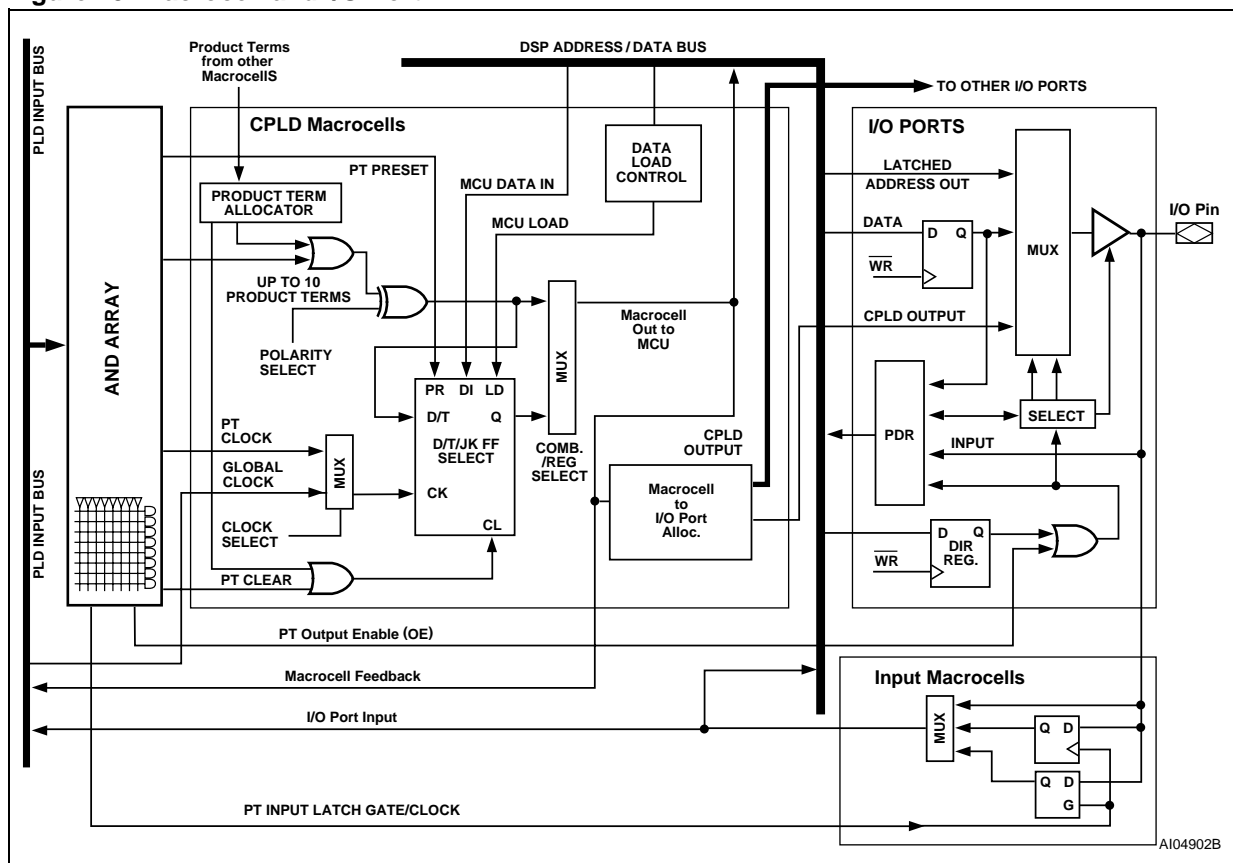 PLD INPUT BUS
PLD INPUT BUS
AND ARRAY
Product Terms
from other
MacrocellS
DSP ADDRESS / DATA BUS
TO OTHER I/O PORTS
CPLD Macrocells
PT PRESET
PRODUCT TERM
ALLOCATOR
MCU DATA IN
MCU LOAD
DATA
LOAD
CONTROL
UP TO 10
PRODUCT TERMS
POLARITY
SELECT
PT
CLOCK
GLOBAL
CLOCK
CLOCK
SELECT
MUX
PT CLEAR
PR DI LD
D/T Q
D/T/JK FF
SELECT
CK
CL
MUX
COMB.
/REG
SELECT
Macrocell
Out to
MCU
CPLD
OUTPUT
Macrocell
to
I/O Port
Alloc.
I/O PORTS
LATCHED
ADDRESS OUT
DATA
D Q
WR
MUX
I/O Pin
CPLD OUTPUT
PDR
SELECT
INPUT
D Q
DIR
REG.
WR
PT Output Enable (OE)
Macrocell Feedback
I/O Port Input
PT INPUT LATCH GATE/CLOCK
Input Macrocells
MUX
Q D
Q D
G
AI04902B